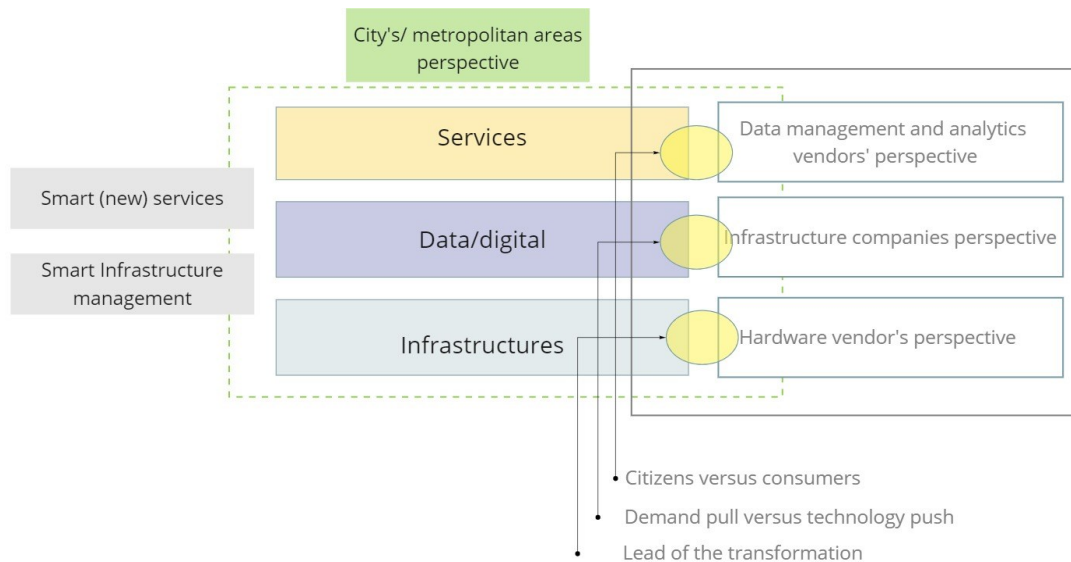 City's/ metropolitan areas
perspective
Services
Data management and analytics
vendors' perspective
Smart (new) services
Data/digital
Infrastructure companies perspective
Smart Infrastructure
management
Infrastructures
Hardware vendor's perspective
Citizens versus consumers
Demand pull versus technology push
Lead of the transformation